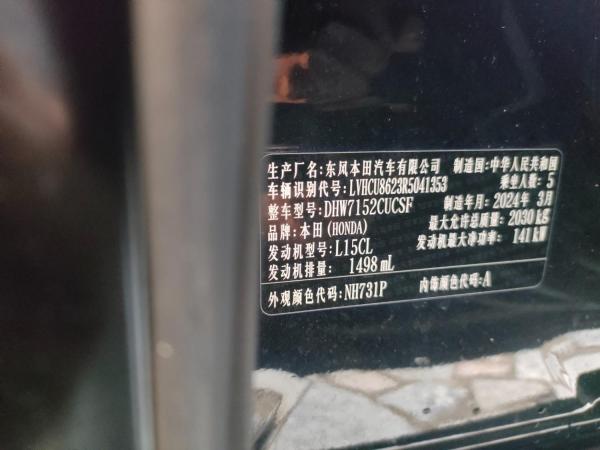 生产厂名:东风本田汽车有限公司 制造国:中华人民共和国
车辆识别代号:LVHCU8623R5041353 乘坐人数:5
整车型号:DHW7152CUCSF 制造年月:2024年 3月
品牌:本田(HONDA) 最大允许总质量:2030 kg
发动机型号:L15CL 发动机最大净功率:141 kW
发动机排量:1498 mL
外观颜色代码:NH731P 内饰颜色代码:A